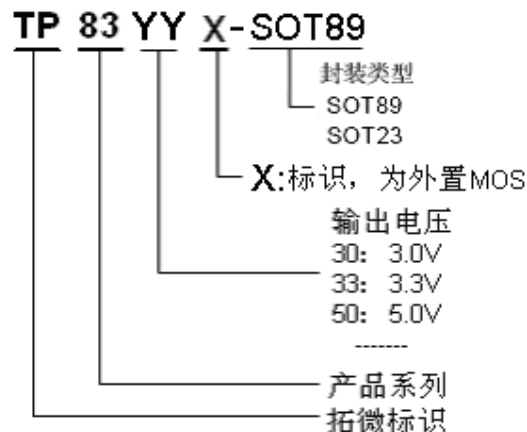 TP 83 YY X-SOT89
封装类型
SOT89
SOT23
X:标识，为外置MOS
输出电压
30：3.0V
33：3.3V
50：5.0V
-------
产品系列
拓微标识